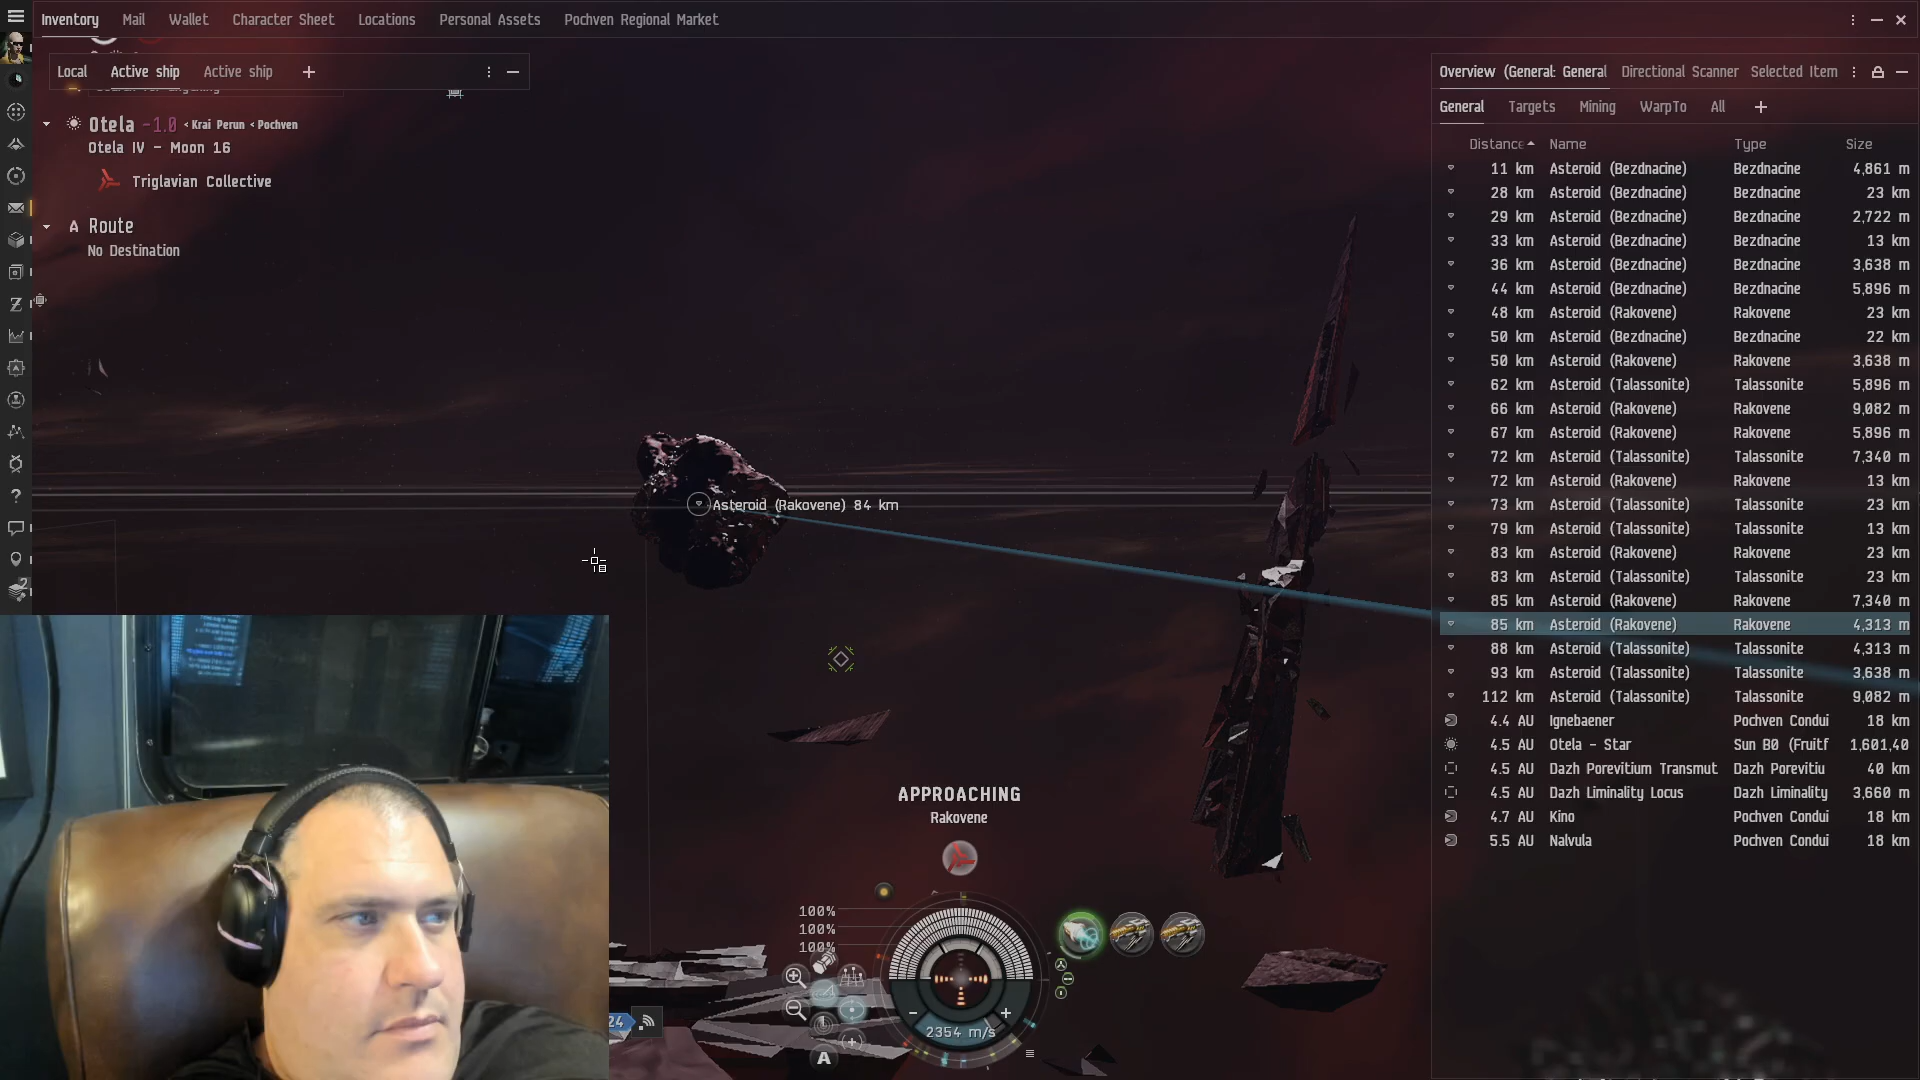 Inventory Mail Wallet Character Sheet Locations Personal Assets Pochven Regional Market
Local Active ship Active ship +
Otela -1.0 < Krai Perun < Pochven
Otela IV - Moon 16
Triglavian Collective
Route
No Destination
Overview (General: General Directional Scanner Selected Item
General Targets Mining WarpTo All +
Distance Name Type Size
11 km Asteroid (Bezdnacine) Bezdnacine 4,861 m
28 km Asteroid (Bezdnacine) Bezdnacine 23 km
29 km Asteroid (Bezdnacine) Bezdnacine 2,722 m
33 km Asteroid (Bezdnacine) Bezdnacine 13 km
36 km Asteroid (Bezdnacine) Bezdnacine 3,638 m
44 km Asteroid (Bezdnacine) Bezdnacine 5,896 m
48 km Asteroid (Rakovene) Rakovene 23 km
50 km Asteroid (Bezdnacine) Bezdnacine 22 km
50 km Asteroid (Rakovene) Rakovene 3,638 m
62 km Asteroid (Talassonite) Talassonite 5,896 m
66 km Asteroid (Rakovene) Rakovene 9,082 m
67 km Asteroid (Rakovene) Rakovene 5,896 m
72 km Asteroid (Talassonite) Talassonite 7,340 m
72 km Asteroid (Rakovene) Rakovene 13 km
73 km Asteroid (Talassonite) Talassonite 23 km
79 km Asteroid (Talassonite) Talassonite 13 km
83 km Asteroid (Rakovene) Rakovene 23 km
83 km Asteroid (Talassonite) Talassonite 23 km
85 km Asteroid (Rakovene) Rakovene 7,340 m
85 km Asteroid (Rakovene) Rakovene 4,313 m
88 km Asteroid (Talassonite) Talassonite 4,313 m
93 km Asteroid (Talassonite) Talassonite 3,638 m
112 km Asteroid (Talassonite) Talassonite 9,082 m
4.4 AU Ignebaener Pochven Condui 18 km
4.5 AU Otela - Star Sun B0 (Fruitf 1,601,40
4.5 AU Dazh Porevitium Transmut Dazh Porevitiu 40 km
4.5 AU Dazh Liminality Locus Dazh Liminality 3,660 m
4.7 AU Kino Pochven Condui 18 km
5.5 AU Nalvula Pochven Condui 18 km
Asteroid (Rakovene) 84 km
APPROACHING
Rakovene
100%
100%
100%
2354 m/s
A
24
2